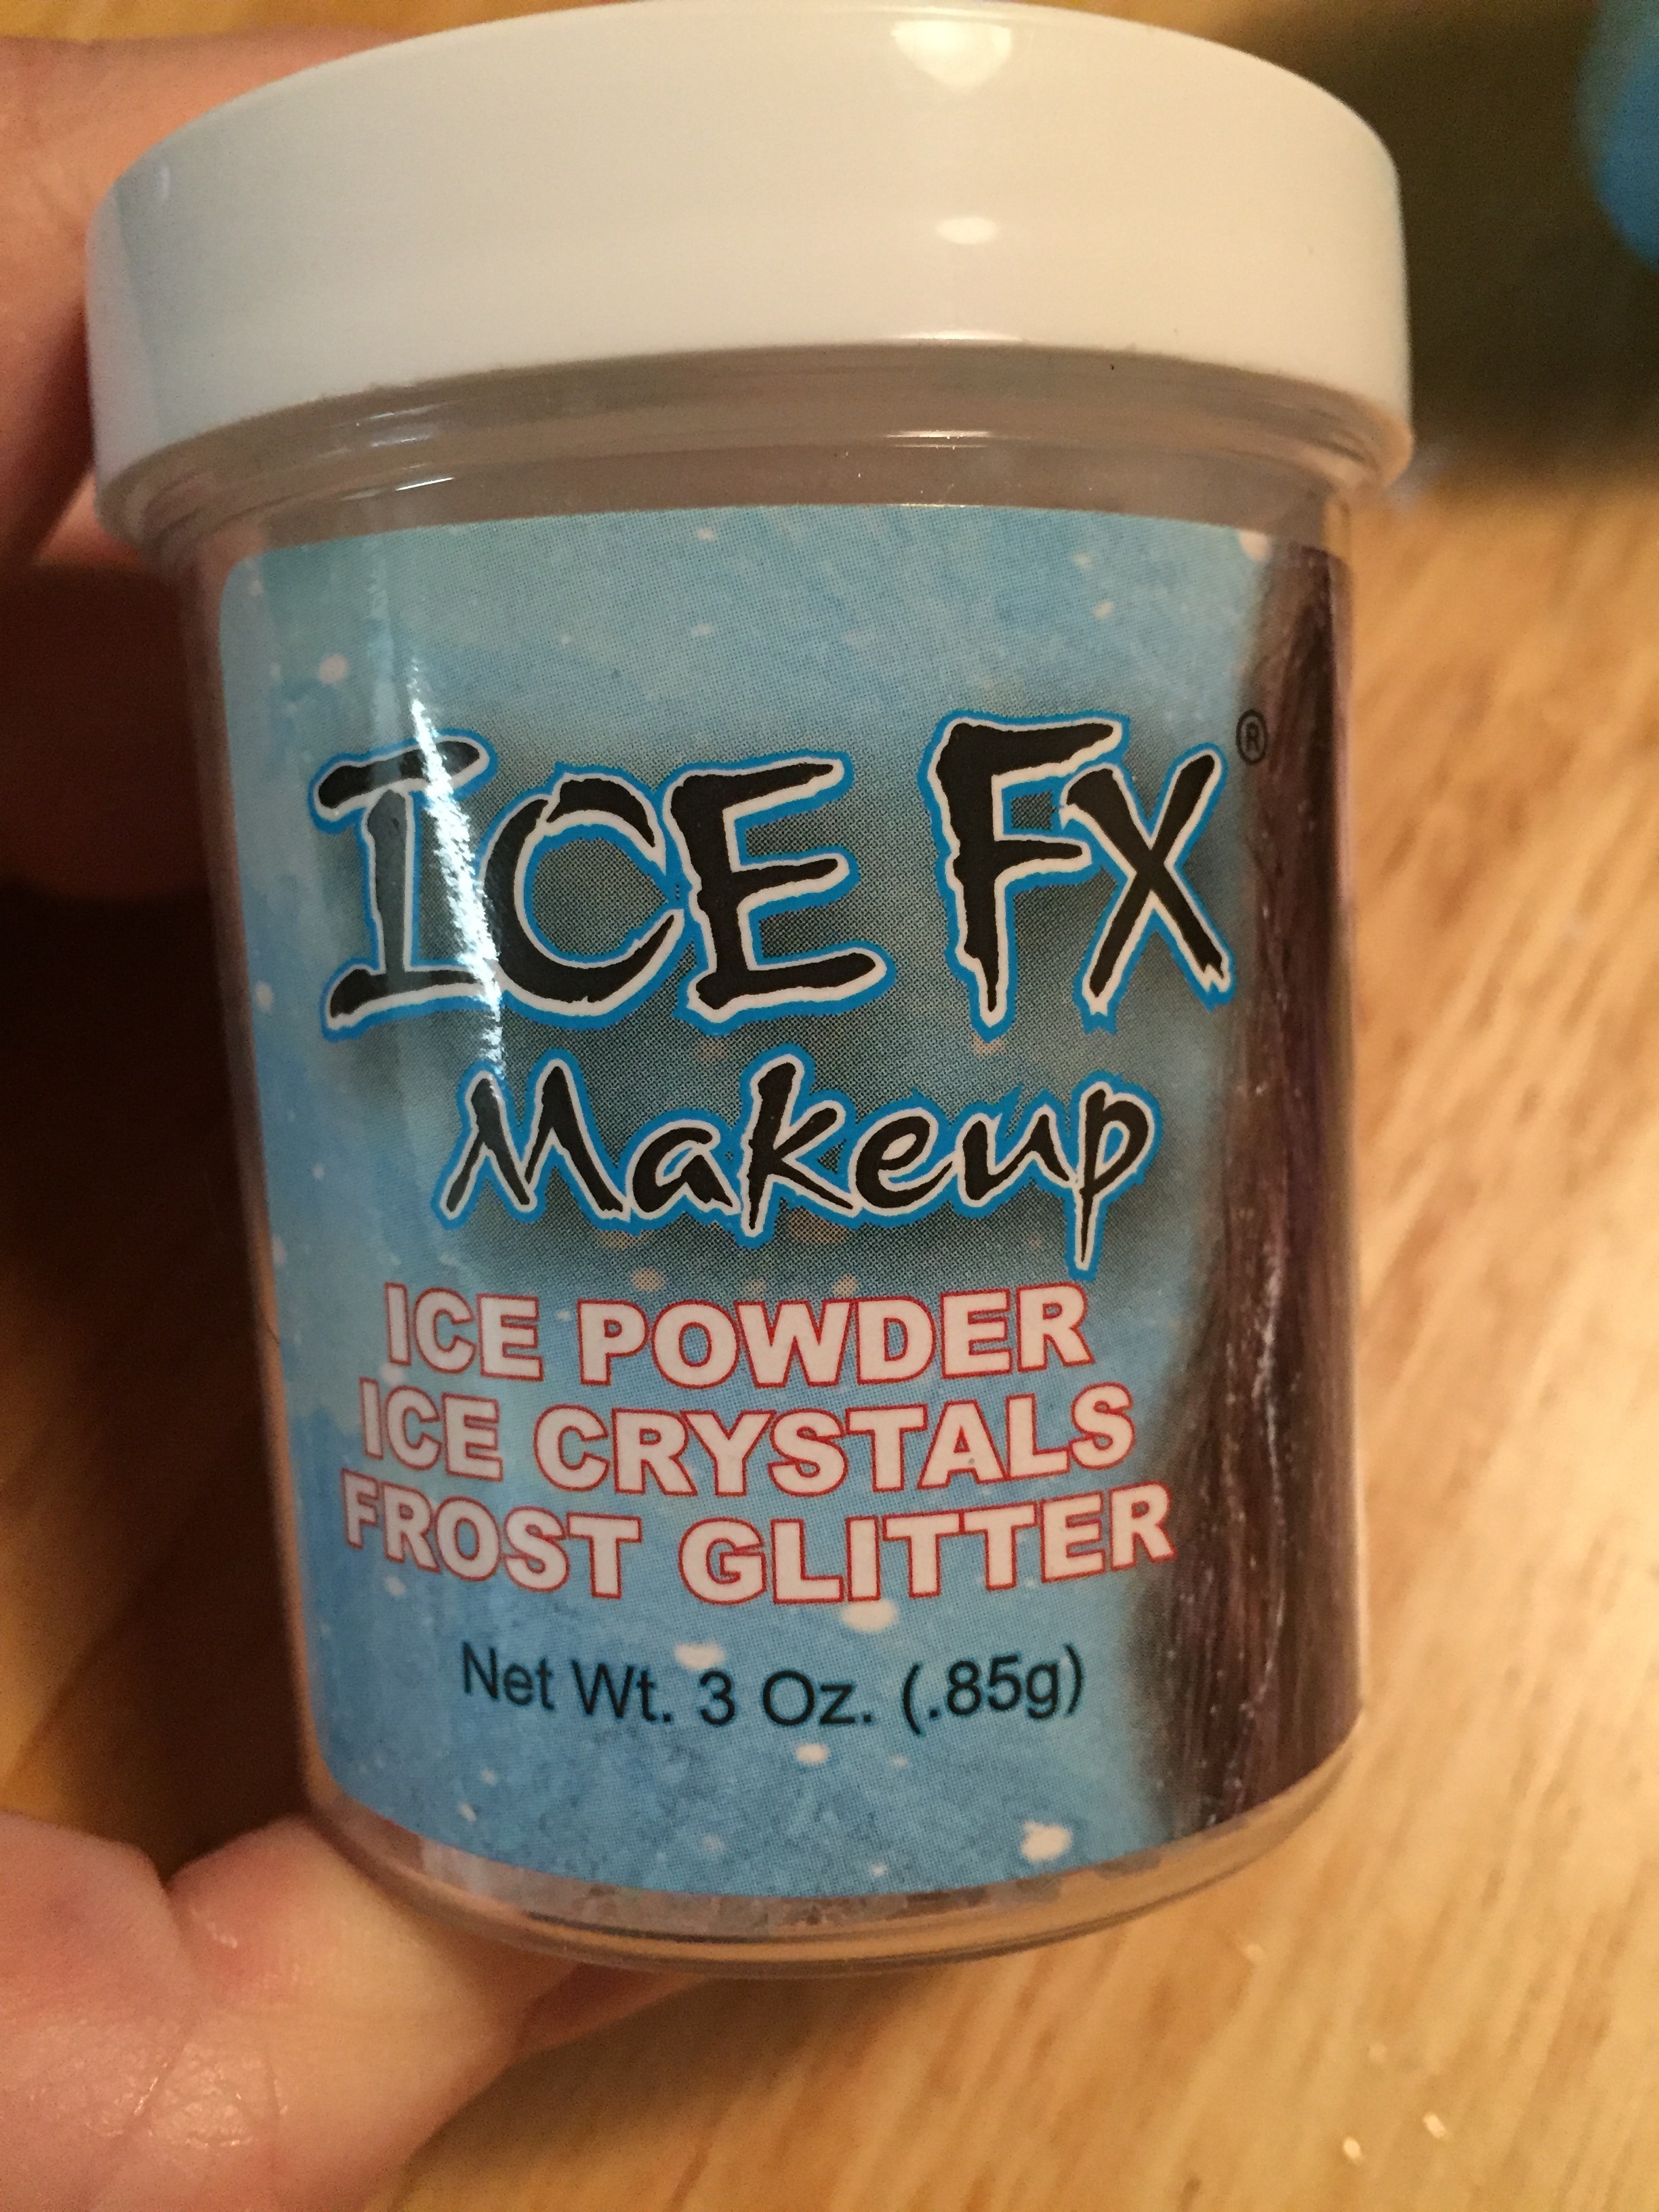 ICE FX®
Makeup
ICE POWDER
ICE CRYSTALS
FROST GLITTER
Net Wt. 3 Oz. (.85g)